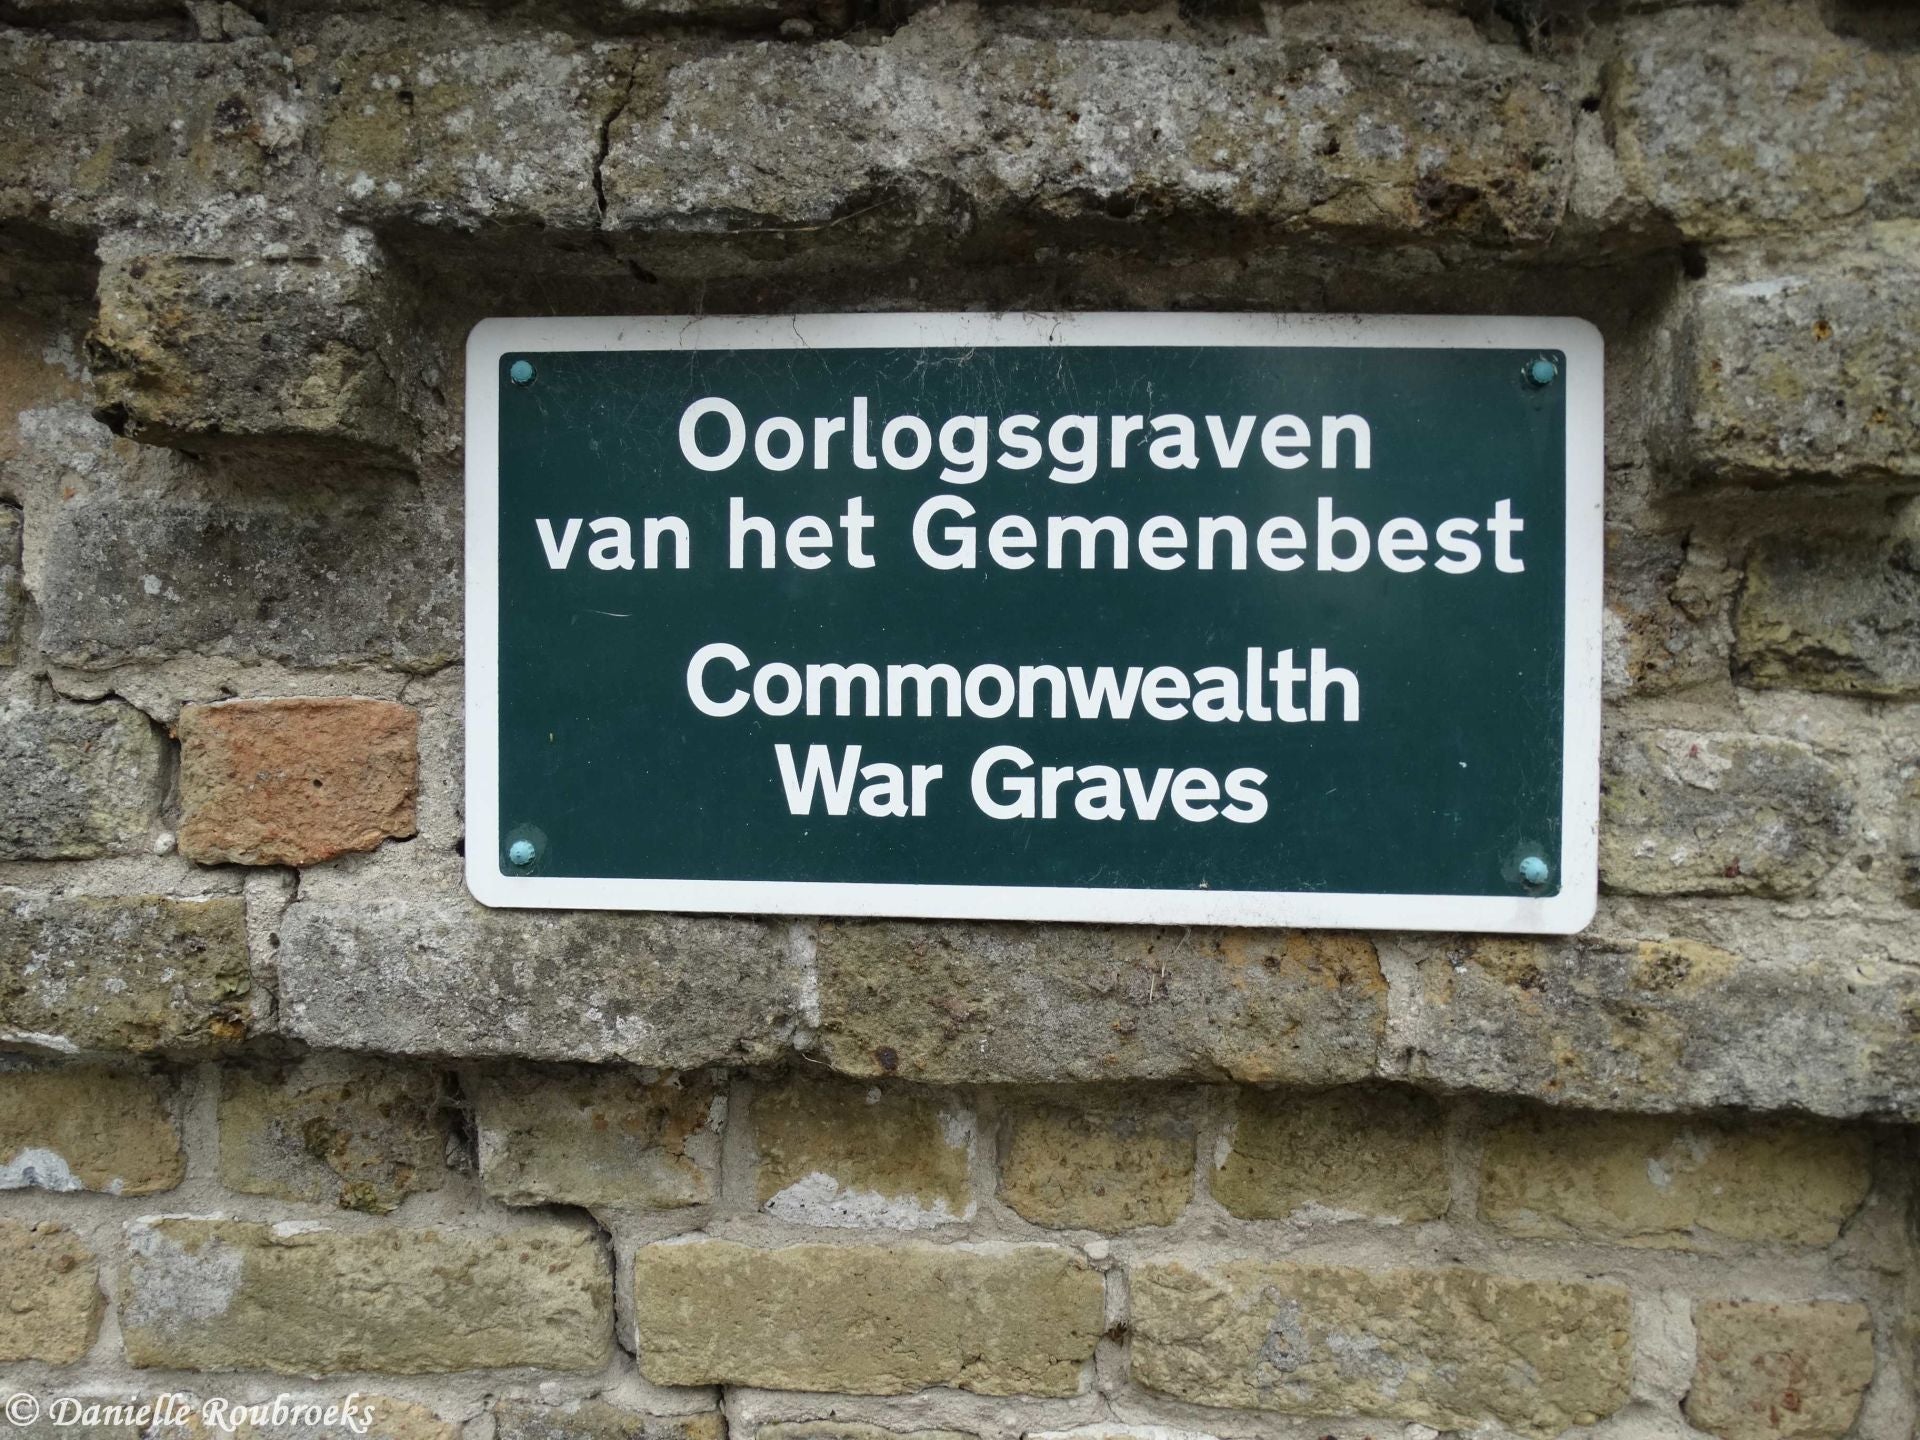 Oorlogsgraven
van het Gemenebest
Commonwealth
War Graves
© Danielle Roubroeks